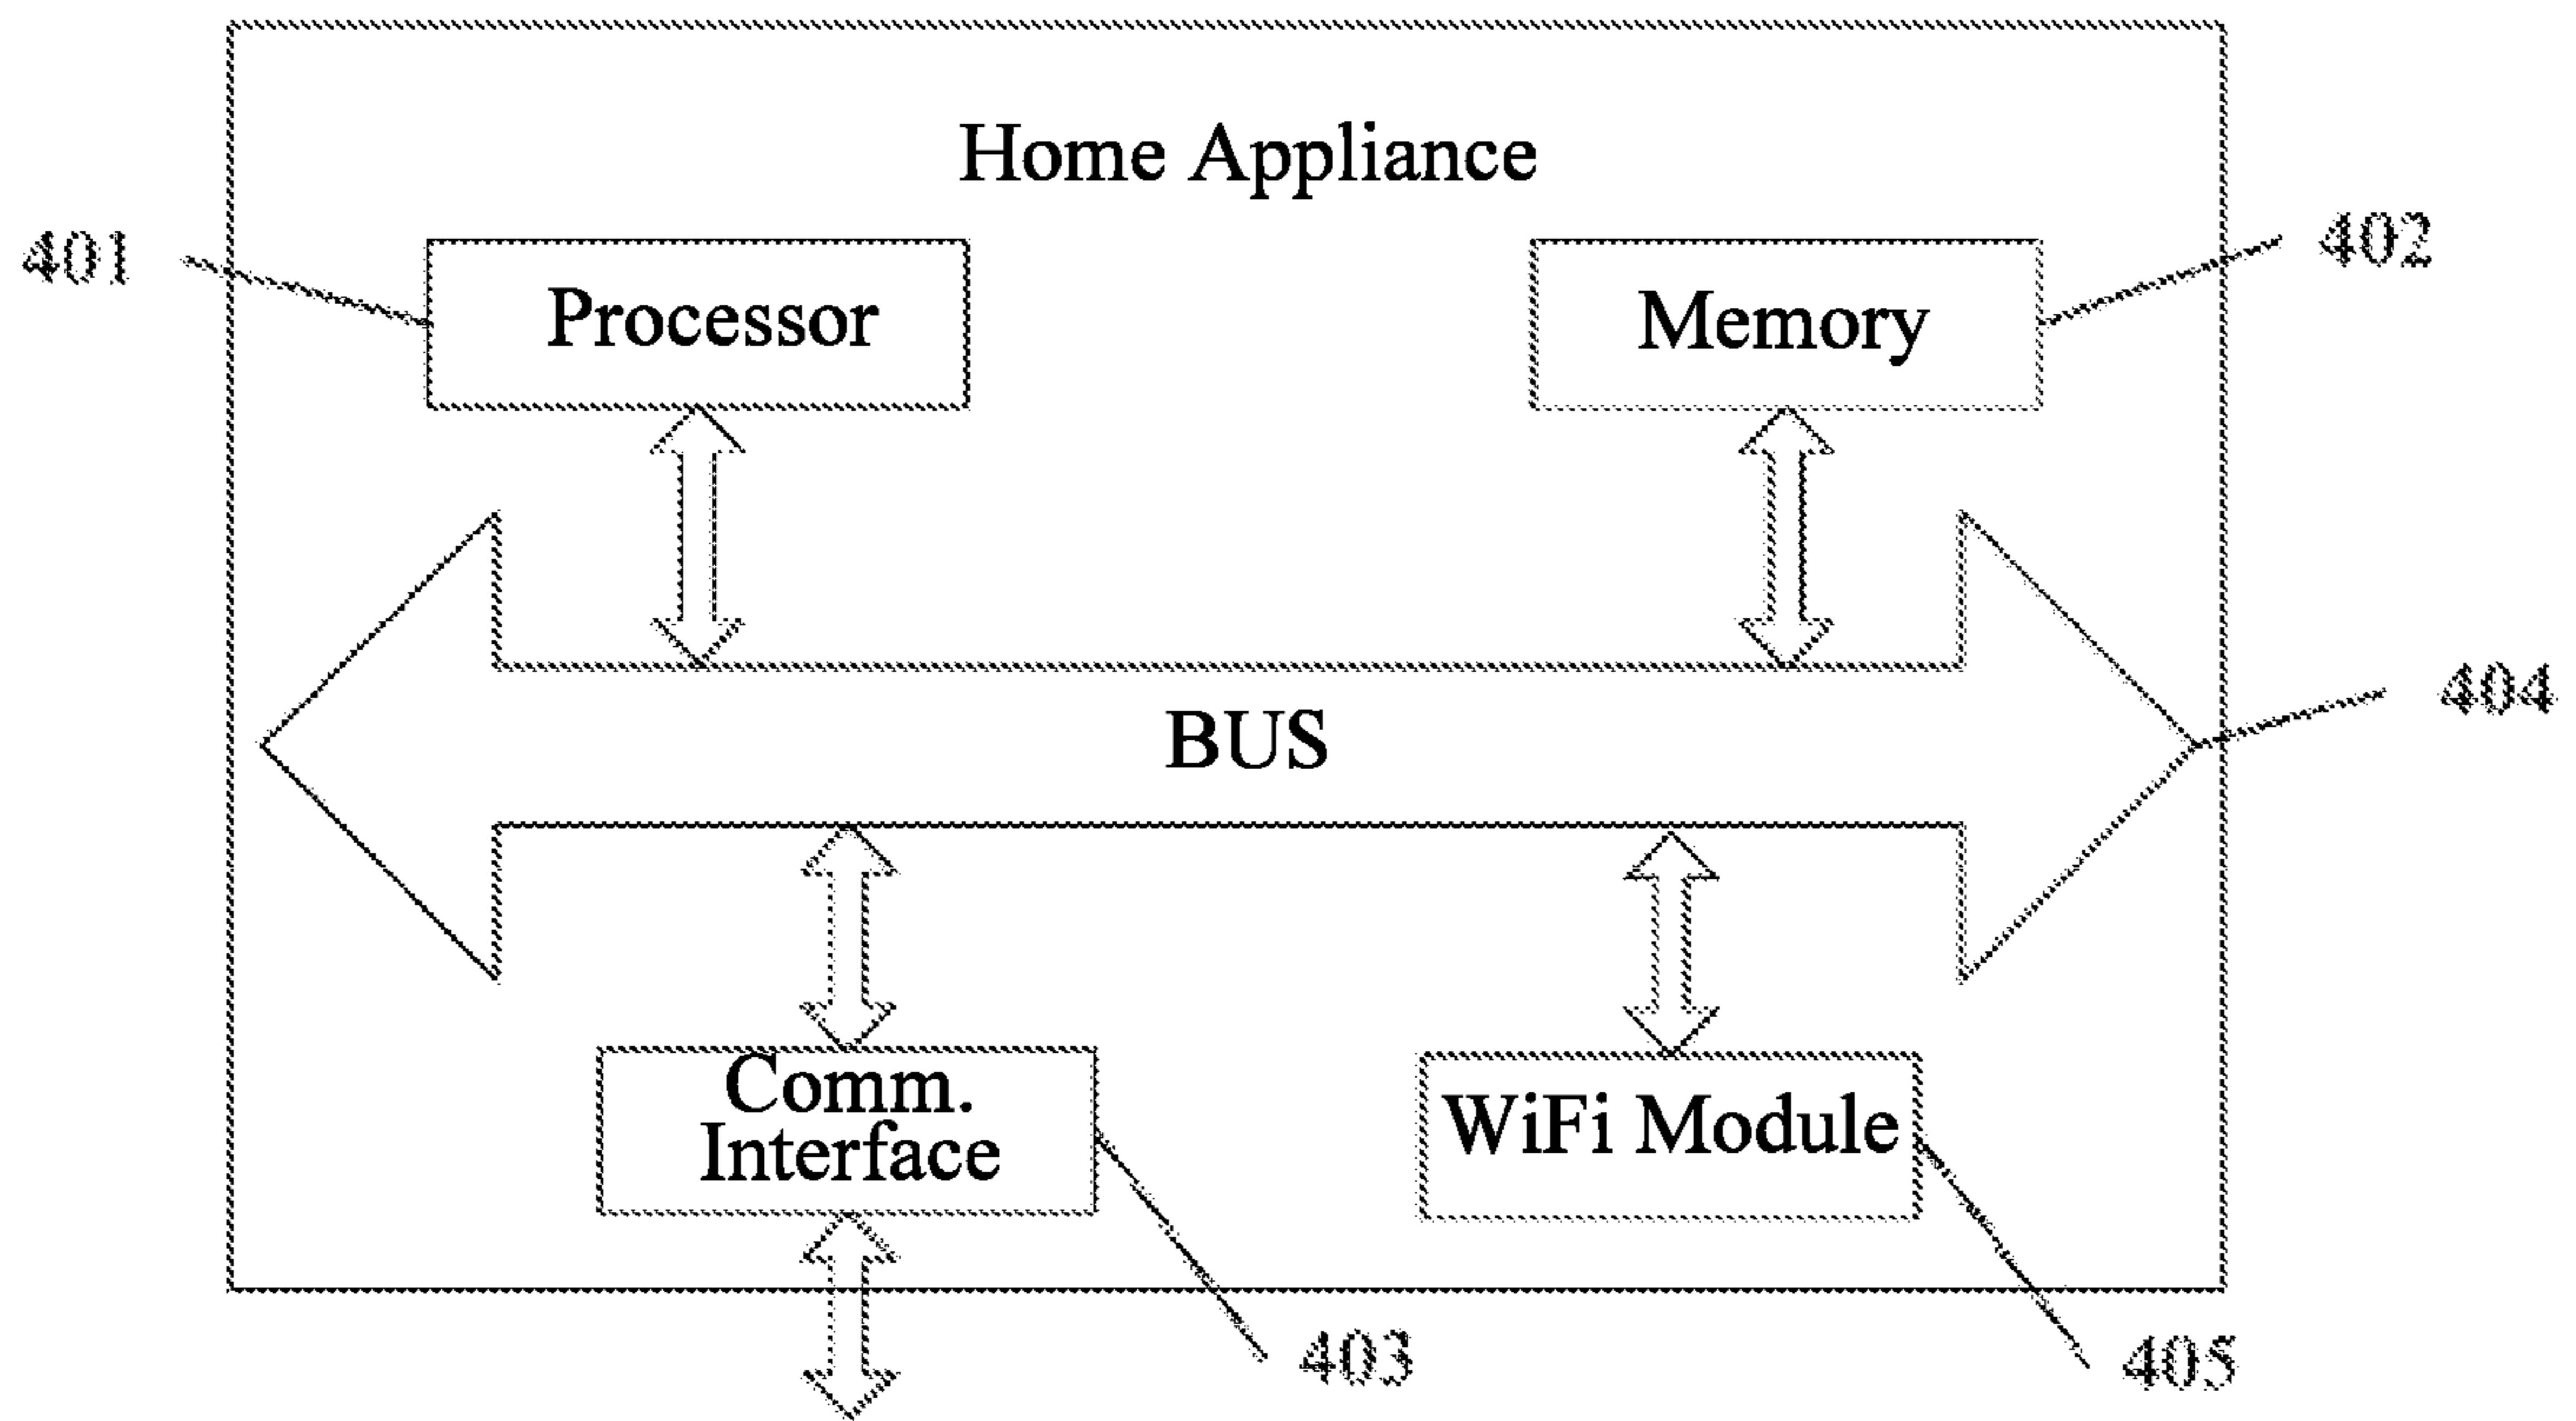 Home Appliance
401
Processor
Memory
402
BUS
404
Comm.
Interface
WiFi Module
403
405